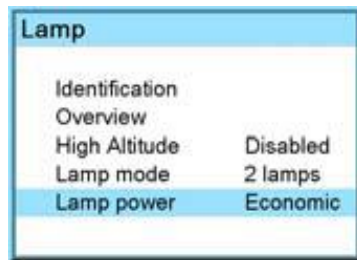 Lamp
Identification
Overview
High Altitude Disabled
Lamp mode 2 lamps
Lamp power Economic